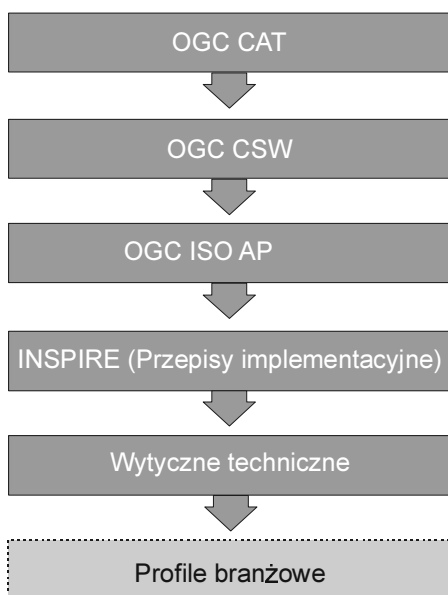 OGC CAT
OGC CSW
OGC ISO AP
INSPIRE (Przepisy implementacyjne)
Wytyczne techniczne
Profile branżowe